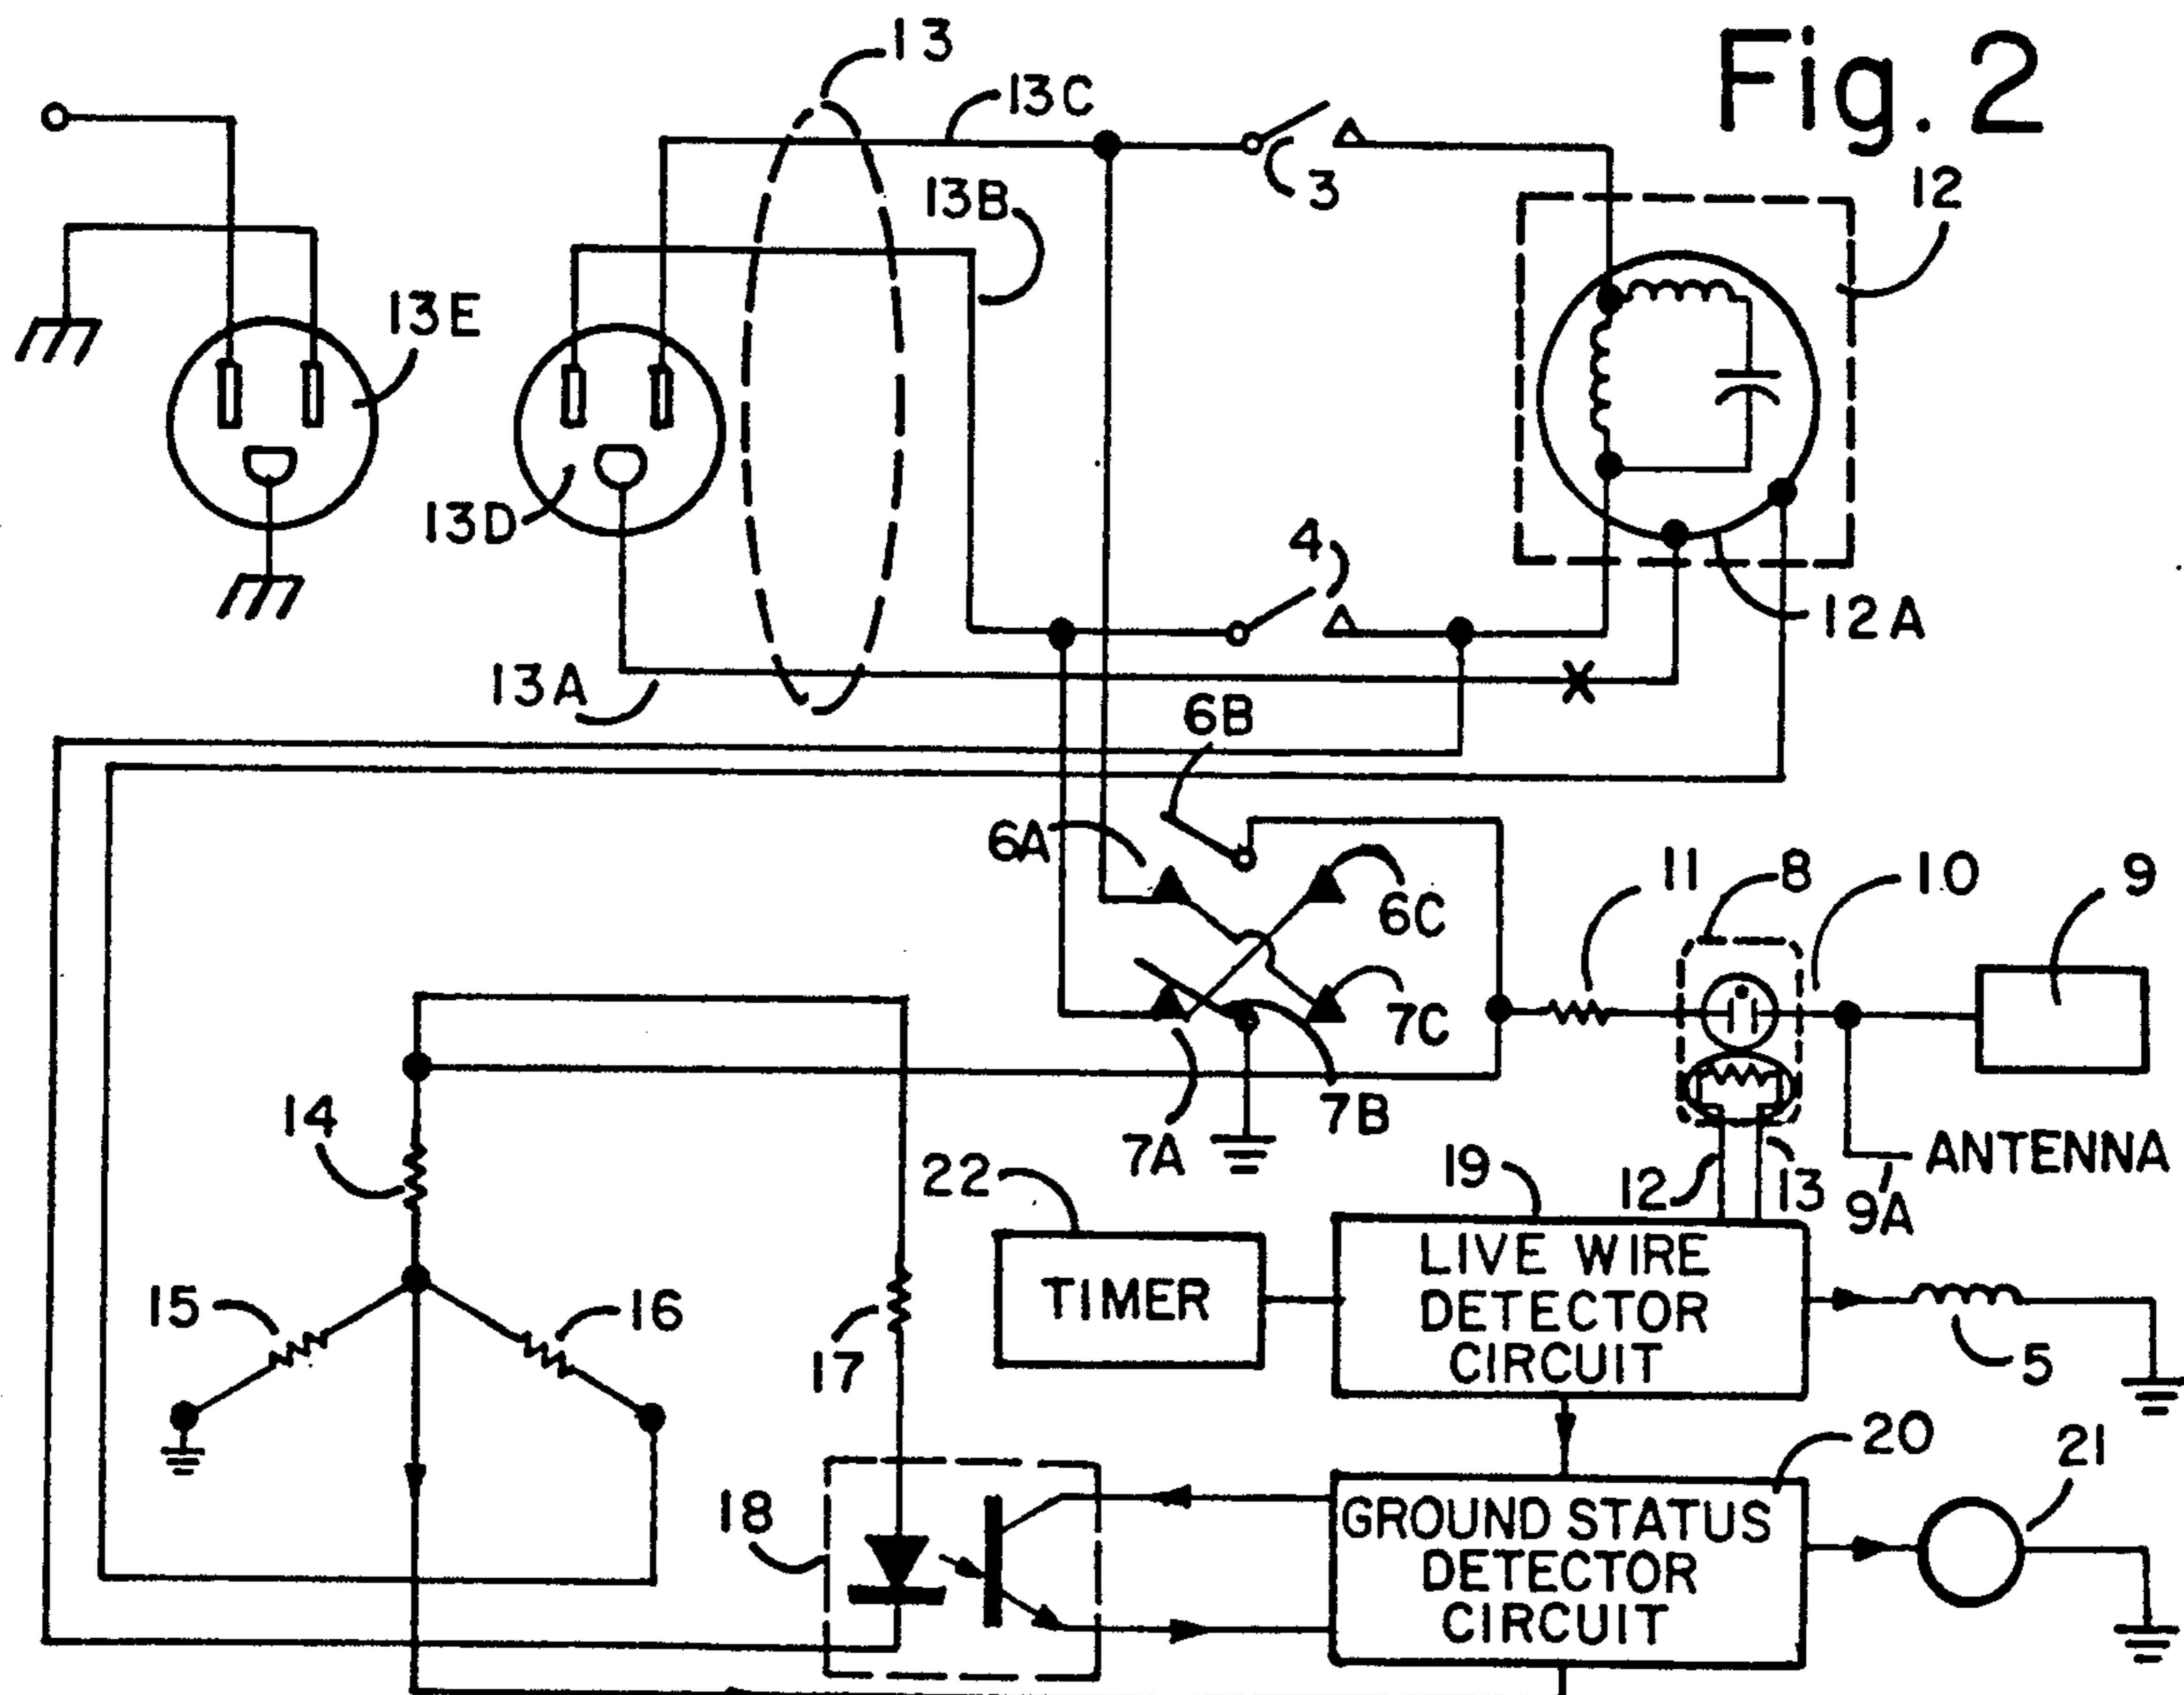 Fig. 2
13
13C
3
13B
12
13E
13D
4
12A
13A
6B
6A
6C
11
8
10
9
7C
7B
7A
14
22
19
12
13
9A
ANTENNA
TIMER
LIVE WIRE
DETECTOR
CIRCUIT
5
15
16
17
18
20
21
GROUND STATUS
DETECTOR
CIRCUIT